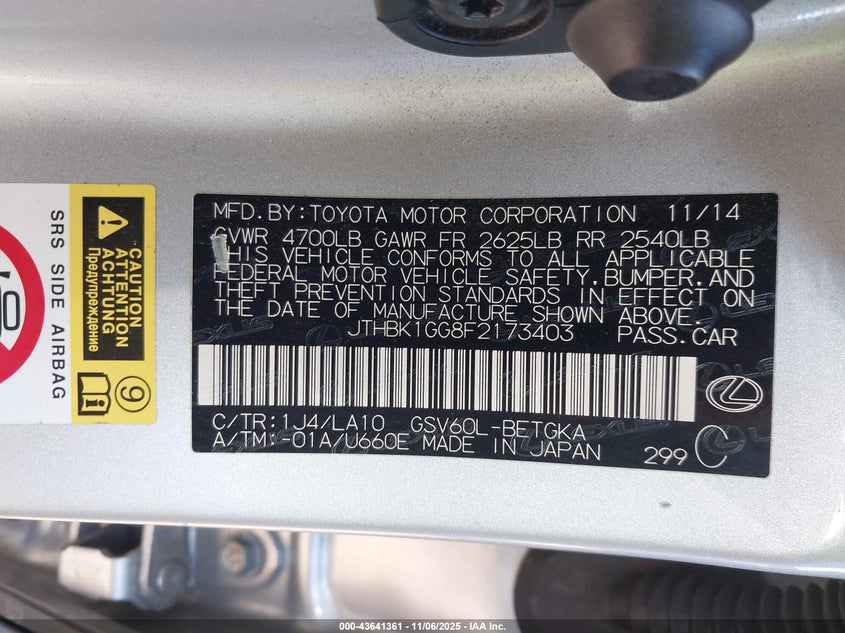 MFD.BY:TOYOTA MOTOR CORPORATION 11/14
GVWR 4700LB GAWR FR 2625LB RR 2540LB
THIS VEHICLE CONFORMS TO ALL APPLICABLE
FEDERAL MOTOR VEHICLE SAFETY,BUMPER,AND
THEFT PREVENTION STANDARDS IN EFFECT ON
THE DATE OF MANUFACTURE SHOWN ABOVE.
JTHBK1GG8F2173403 PASS.CAR
C/TR:1J4/LA10 GSV60L-BETGKA
A/TM:-01A/U660E MADE IN JAPAN
299 C
SRS SIDE AIRBAG
CAUTION
ATTENTION
ACHTUNG
Предупреждение
9
000-43641361 - 11/06/2025 - IAA Inc.